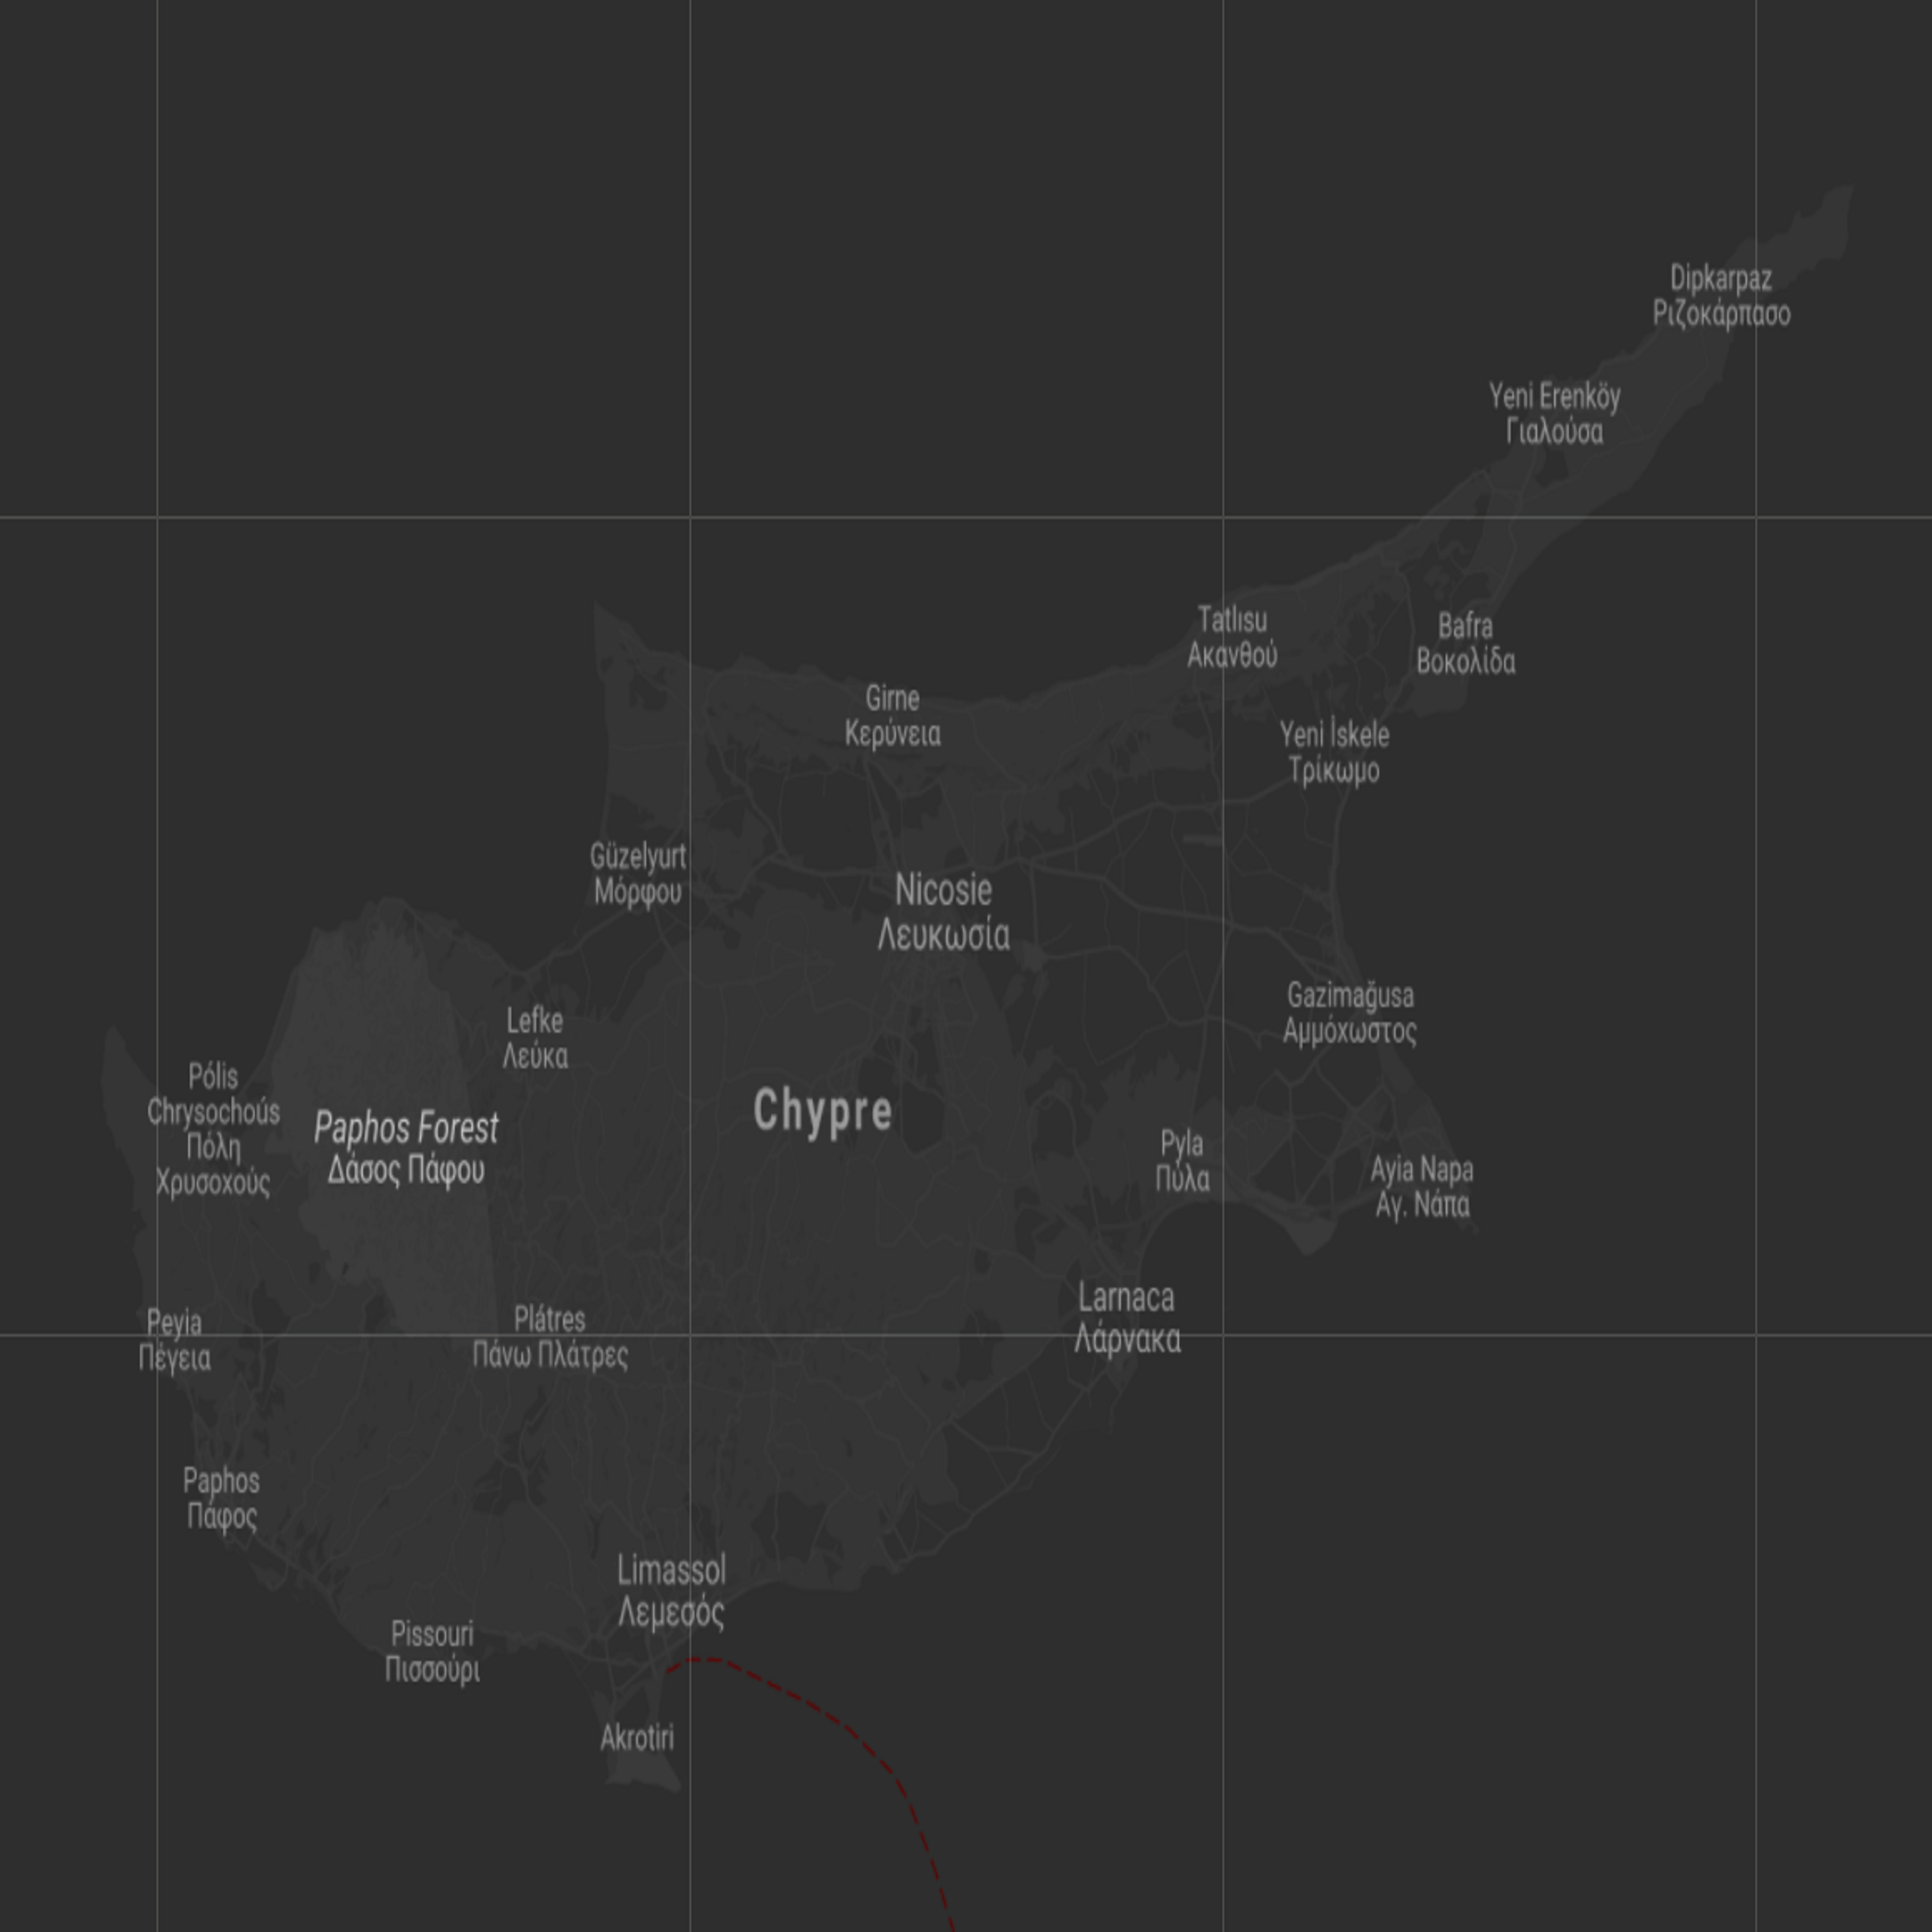 Dipkarpaz
Ριζοκάρπασο
Yeni Erenköy
Γιαλούσα
Tatlısu
Ακανθού
Bafra
Βοκολίδα
Girne
Κερύνεια
Yeni İskele
Τρίκωμο
Güzelyurt
Μόρφου
Nicosie
Λευκωσία
Gazimağusa
Αμμόχωστος
Lefke
Λεύκα
Pólis
Chrysochoús
Πόλη
Χρυσοχούς
Paphos Forest
Δάσος Πάφου
Chypre
Pyla
Πύλα
Ayia Napa
Αγ. Νάπα
Larnaca
Λάρνακα
Peyia
Πέγεια
Plátres
Πάνω Πλάτρες
Paphos
Πάφος
Limassol
Λεμεσός
Pissouri
Πισσούρι
Akrotiri